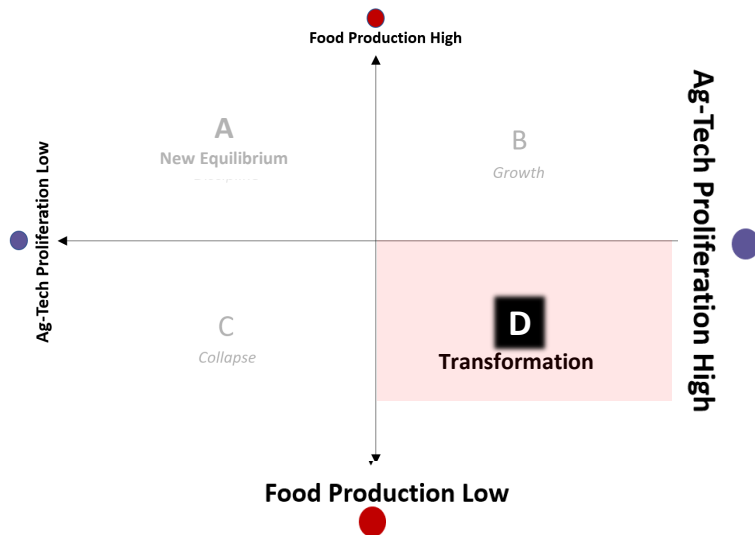 Food Production High
A
New Equilibrium
B
Growth
Ag-Tech Proliferation Low
Ag-Tech Proliferation High
C
Collapse
D
Transformation
Food Production Low